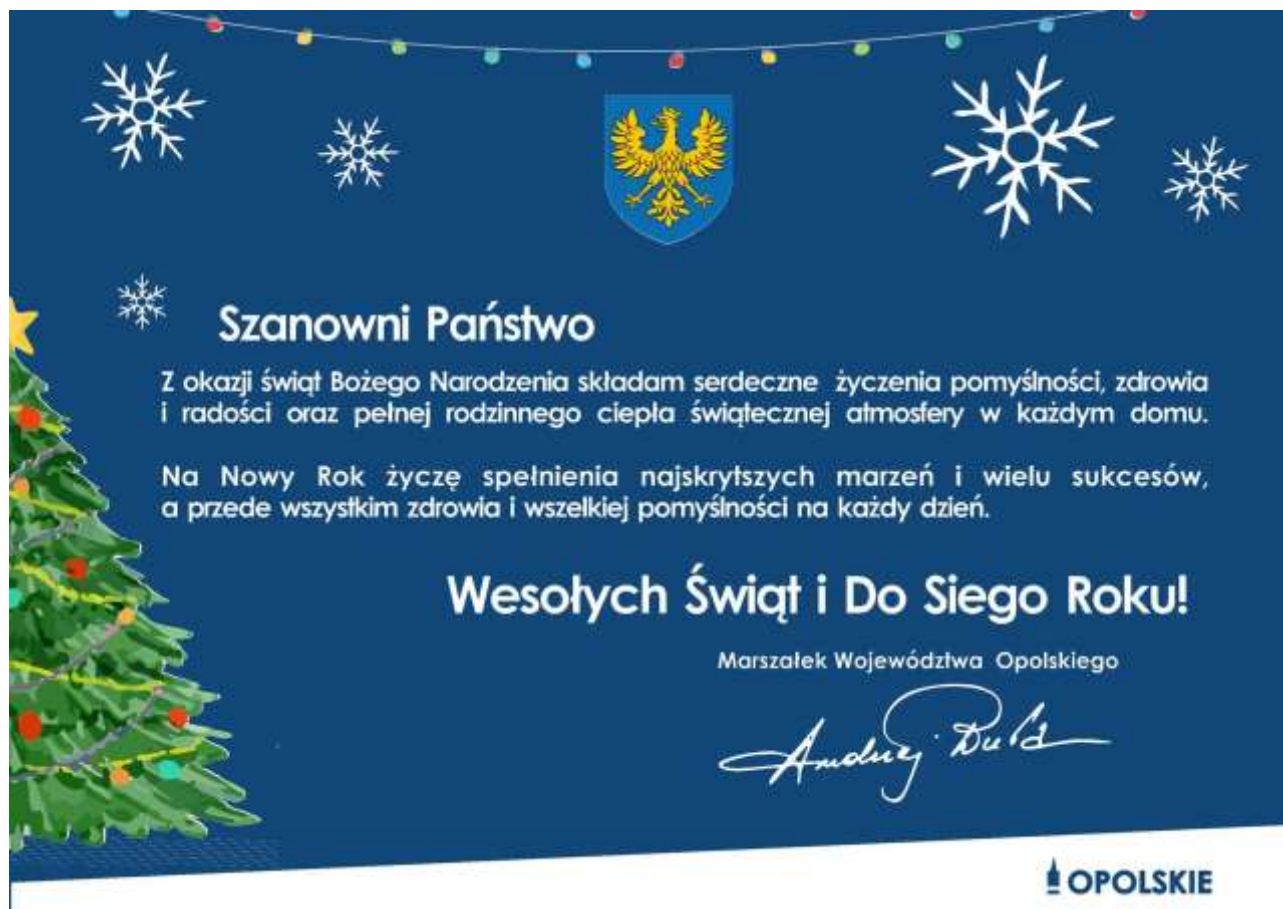 Szanowni Państwo
Z okazji świąt Bożego Narodzenia składam serdeczne życzenia pomyślności, zdrowia
i radości oraz pełnej rodzinnego ciepła świątecznej atmosfery w każdym domu.
Na Nowy Rok życzę spełnienia najskrytszych marzeń i wielu sukcesów,
a przede wszystkim zdrowia i wszelkiej pomyślności na każdy dzień.
Wesołych Świąt i Do Siego Roku!
Marszałek Województwa Opolskiego
Andrzej Buła
OPOLSKIE